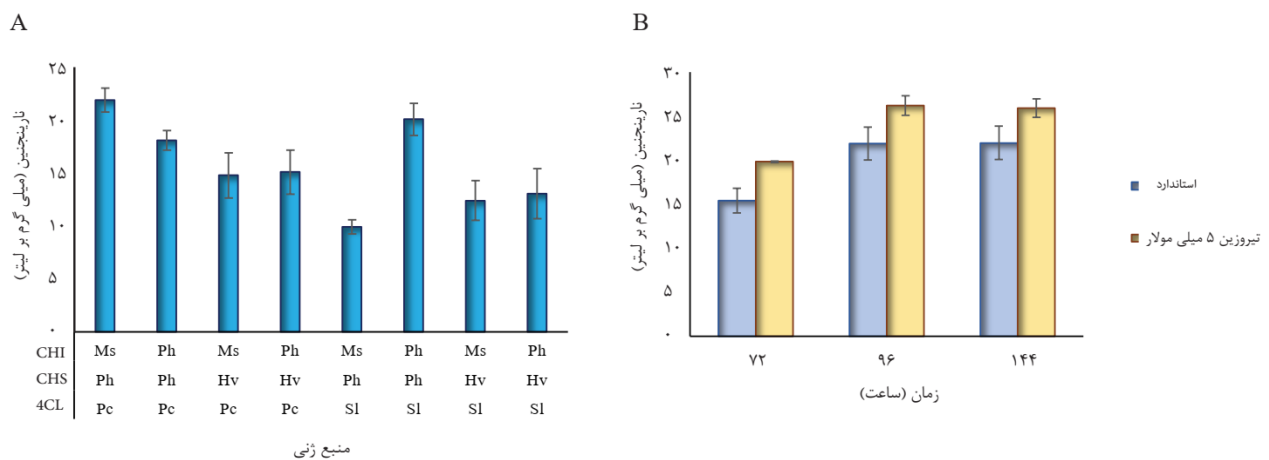 A
نارینجنین (میلی گرم بر لیتر)
۲۵
۲۰
۱۵
۱۰
۵
۰
CHI Ms Ph Ms Ph Ms Ph Ms Ph
CHS Ph Ph Hv Hv Ph Ph Hv Hv
4CL Pc Pc Pc Pc Sl Sl Sl Sl
منبع ژنی
B
نارینجنین (میلی گرم بر لیتر)
۳۰
۲۵
۲۰
۱۵
۱۰
۵
۰
۷۲ ۹۶ ۱۴۴
زمان (ساعت)
استاندارد
تیروزین ۵ میلی مولار